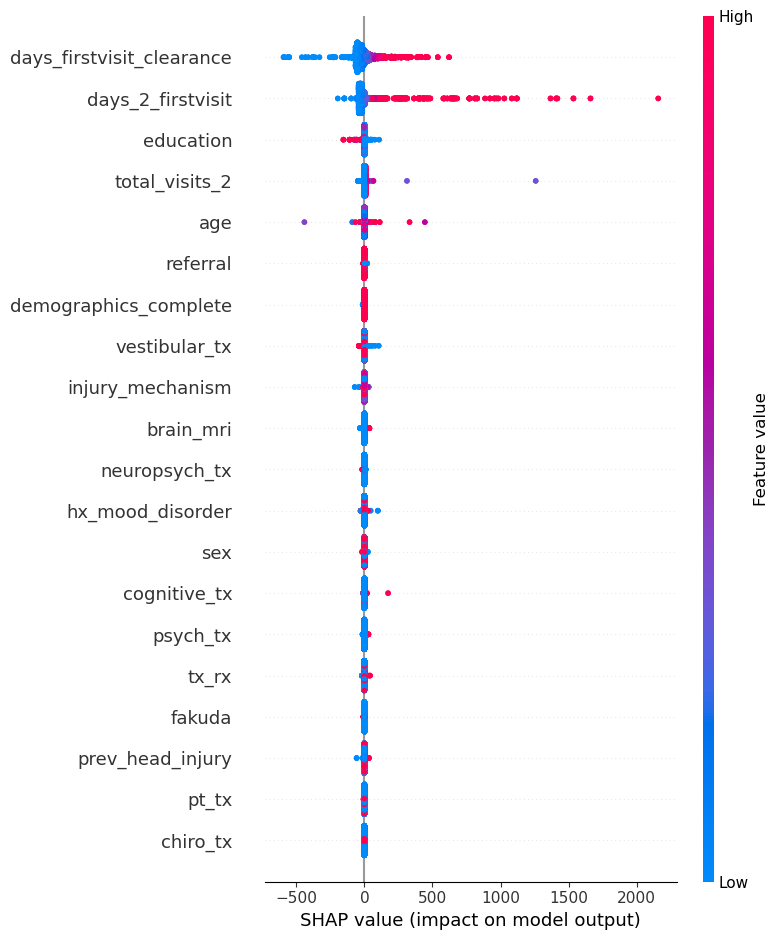 High
days_firstvisit_clearance
days_2_firstvisit
education
total_visits_2
age
referral
demographics_complete
vestibular_tx
injury_mechanism
brain_mri
neuropsych_tx
hx_mood_disorder
sex
cognitive_tx
psych_tx
tx_rx
fakuda
prev_head_injury
pt_tx
chiro_tx
Feature value
Low
−500 0 500 1000 1500 2000
SHAP value (impact on model output)